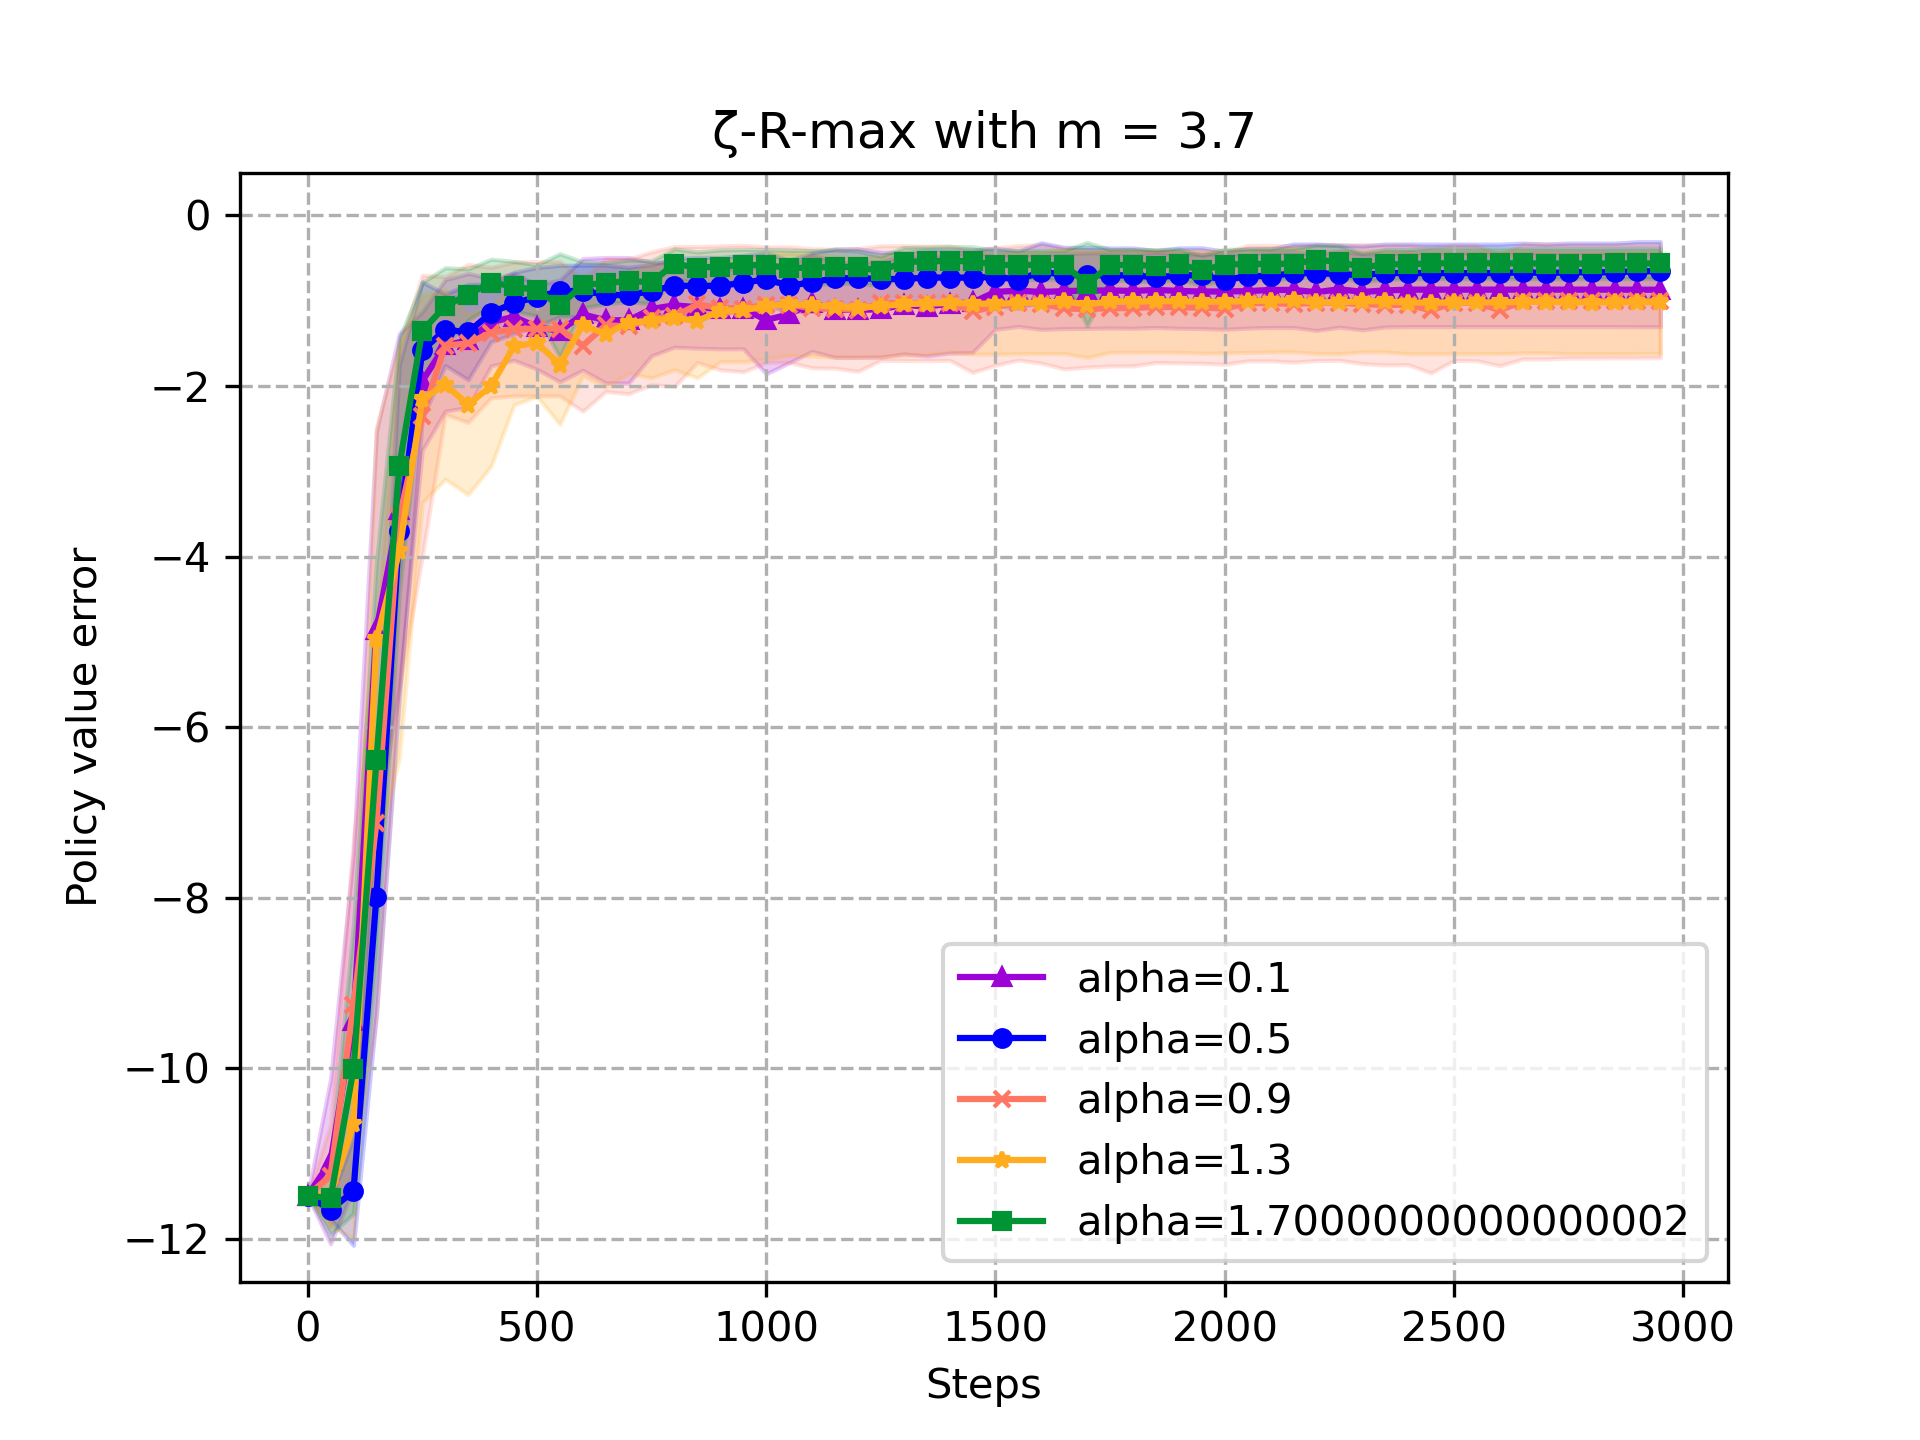 ζ-R-max with m = 3.7
0
−2
−4
−6
−8
−10
−12
Policy value error
alpha=0.1
alpha=0.5
alpha=0.9
alpha=1.3
alpha=1.7000000000000002
0 500 1000 1500 2000 2500 3000
Steps